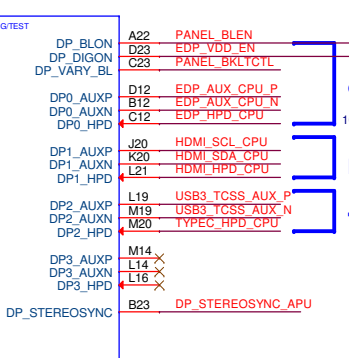 G/TEST
DP_BLON A22 PANEL_BLEN
DP_DIGON D23 EDP_VDD_EN
DP_VARY_BL C23 PANEL_BKLTCTL
DP0_AUXP D12 EDP_AUX_CPU_P
DP0_AUXN B12 EDP_AUX_CPU_N
DP0_HPD C12 EDP_HPD_CPU 1
DP1_AUXP J20 HDMI_SCL_CPU
DP1_AUXN K20 HDMI_SDA_CPU
DP1_HPD L21 HDMI_HPD_CPU
DP2_AUXP L19 USB3_TCSS_AUX_P
DP2_AUXN M19 USB3_TCSS_AUX_N
DP2_HPD M20 TYPEC_HPD_CPU
DP3_AUXP M14
DP3_AUXN L14
DP3_HPD L16
DP_STEREOSYNC B23 DP_STEREOSYNC_APU